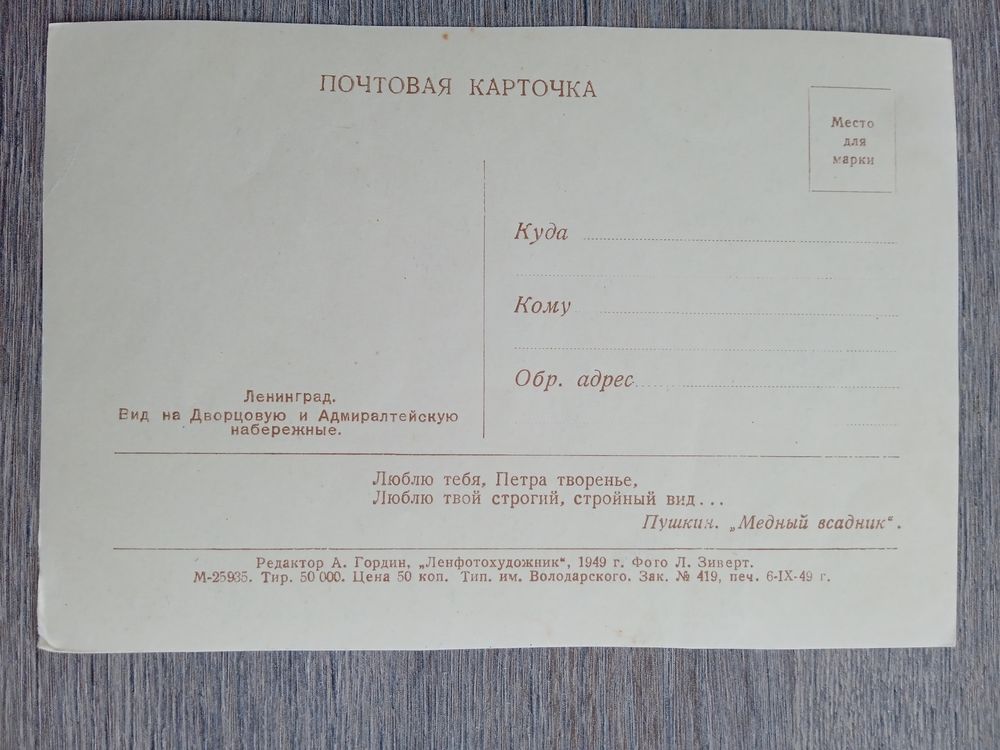 ПОЧТОВАЯ КАРТОЧКА
Место
для
марки
Куда
Кому
Обр. адрес
Ленинград.
Вид на Дворцовую и Адмиралтейскую
набережные.
Люблю тебя, Петра творенье,
Люблю твой строгий, стройный вид...
Пушкин. „Медный всадник“.
Редактор А. Гордин, „Ленфотохудожник“, 1949 г. Фото Л. Зиверт.
М-25935. Тир. 50 000. Цена 50 коп. Тип. им. Володарского. Зак. № 419, печ. 6-IX-49 г.